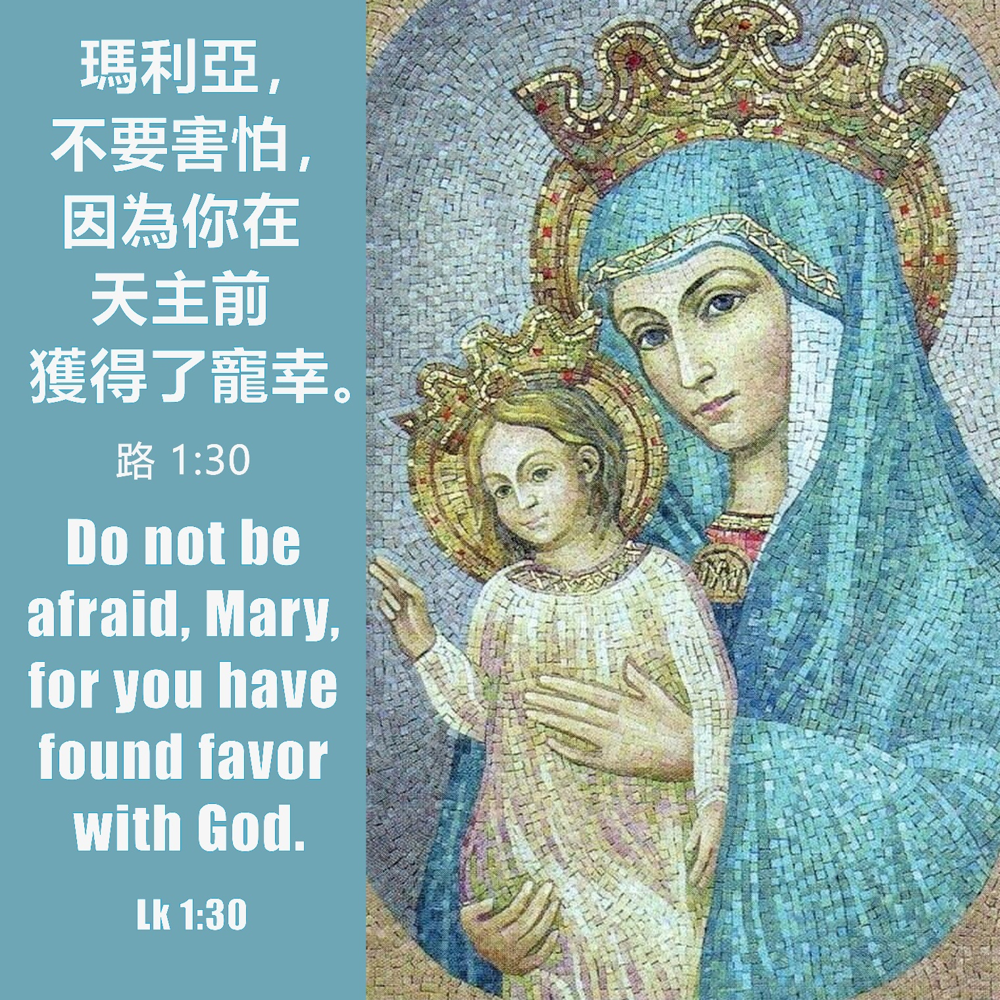 瑪利亞，
不要害怕，
因為你在
天主前
獲得了寵幸。
路 1:30
Do not be
afraid, Mary,
for you have
found favor
with God.
Lk 1:30